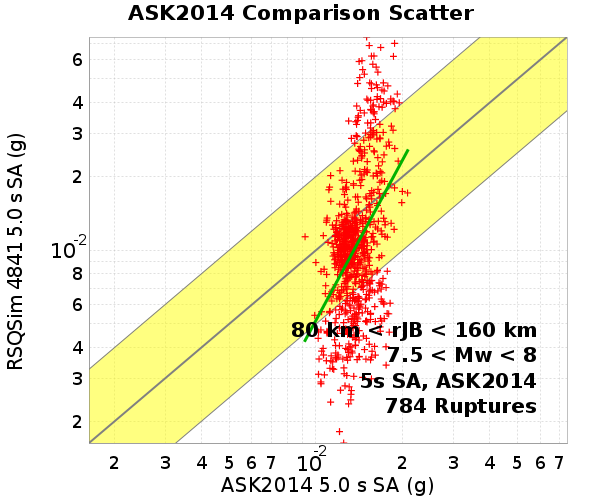 ASK2014 Comparison Scatter
RSQSim 4841 5.0 s SA (g)
6
4
3
2
10-2
8
6
4
3
2
80 km < rJB < 160 km
7.5 < Mw < 8
5s SA, ASK2014
784 Ruptures
2 3 4 5 6 7 10-2 2 3 4 5 6 7
ASK2014 5.0 s SA (g)